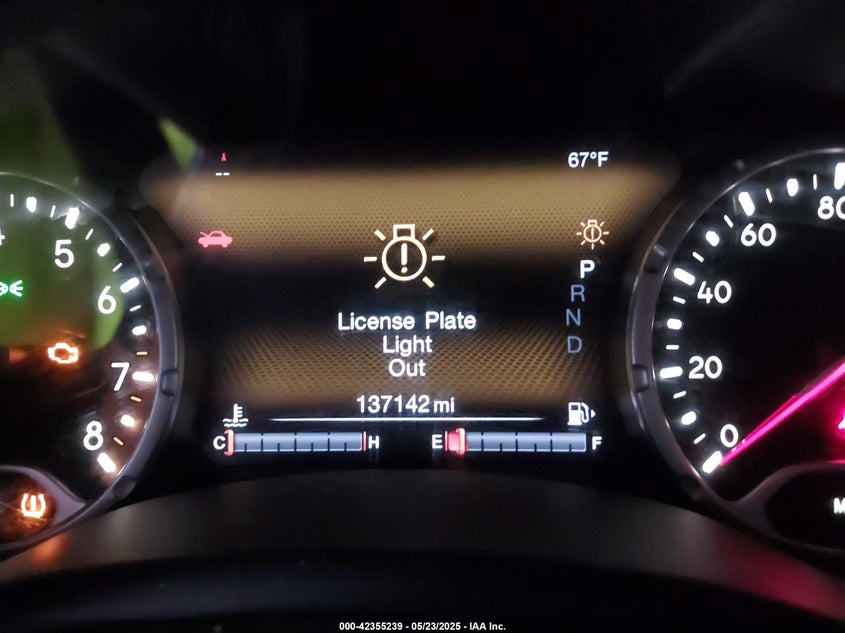 67°F
License Plate
Light
Out
137142 mi
C H E F
P
R
N
D
5
6
7
8
0
20
40
60
80
000-42355239 - 05/23/2025 - IAA Inc.